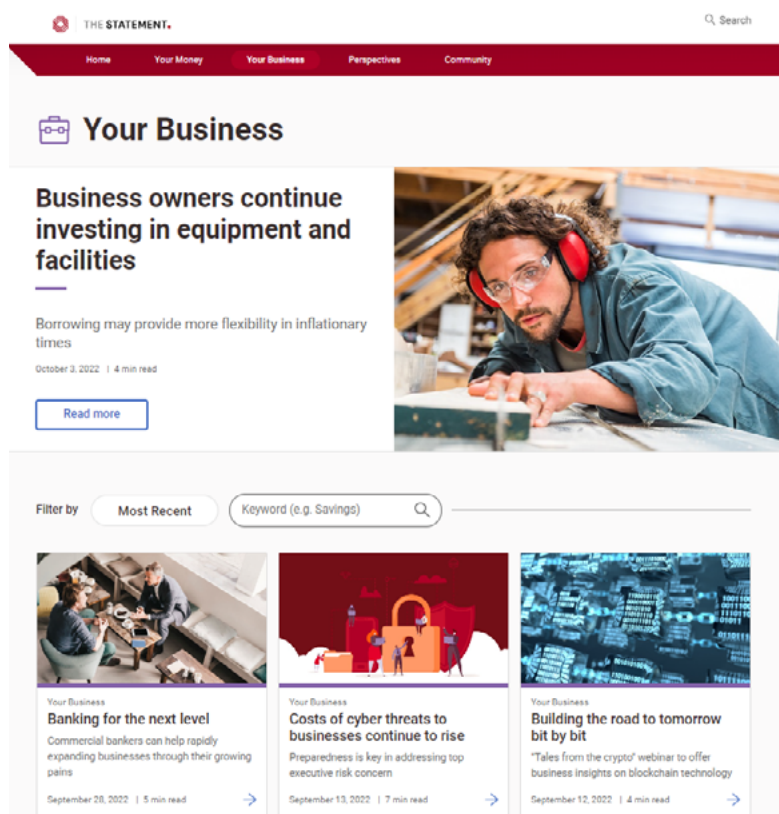 THE STATEMENT.
Search
Home
Your Money
Your Business
Perspectives
Community
Your Business
Business owners continue
investing in equipment and
facilities
Borrowing may provide more flexibility in inflationary
times
October 3, 2022 | 4 min read
Read more
Filter by
Most Recent
Keyword (e.g. Savings)
Your Business
Banking for the next level
Commercial bankers can help rapidly
expanding businesses through their growing
pains
September 28, 2022 | 5 min read
Your Business
Costs of cyber threats to
businesses continue to rise
Preparedness is key in addressing top
executive risk concern
September 13, 2022 | 7 min read
Your Business
Building the road to tomorrow
bit by bit
"Tales from the crypto" webinar to offer
business insights on blockchain technology
September 12, 2022 | 4 min read